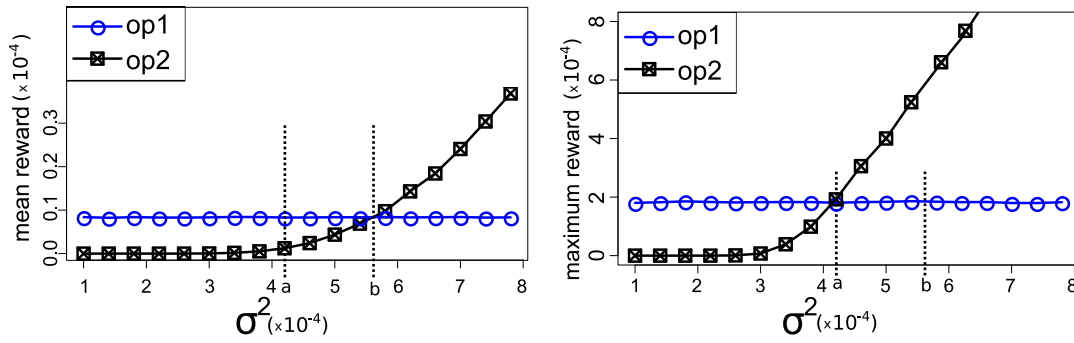 op1
op2
mean reward (×10⁻⁴)
0.0 0.1 0.2 0.3
1 2 3 4 a 5 b 6 7 8
σ² (×10⁻⁴)
op1
op2
maximum reward (×10⁻⁴)
0 2 4 6 8
1 2 3 4 a 5 b 6 7 8
σ² (×10⁻⁴)